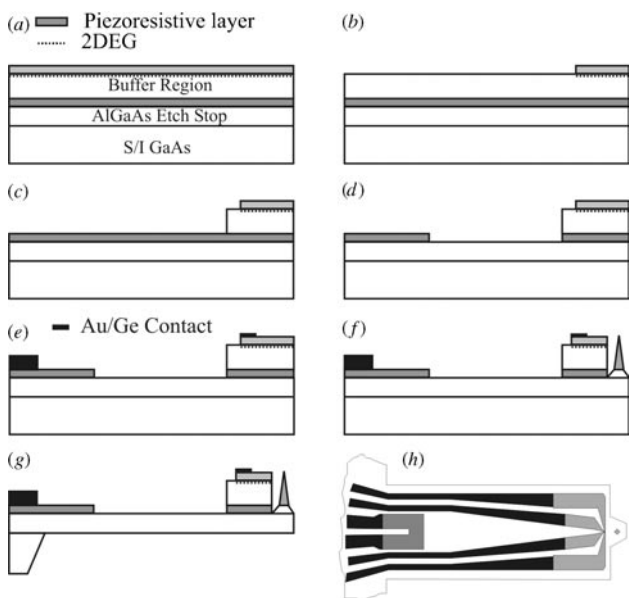 (a) Piezoresistive layer
2DEG
Buffer Region
AlGaAs Etch Stop
S/I GaAs
(b)
(c)
(d)
(e) Au/Ge Contact
(f)
(g)
(h)